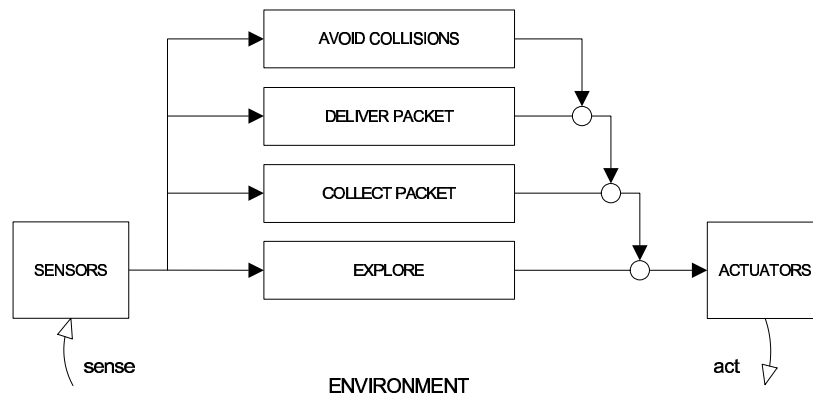 AVOID COLLISIONS
DELIVER PACKET
COLLECT PACKET
SENSORS
EXPLORE
ACTUATORS
sense
act
ENVIRONMENT